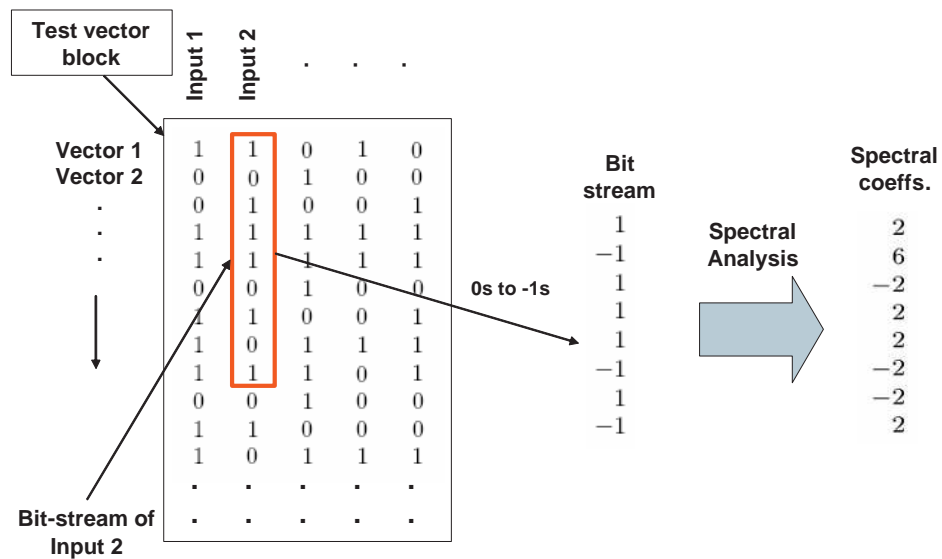 Test vector
block
Input 1
Input 2
. . .
Vector 1
Vector 2
.
.
.
1 1 0 1 0
0 0 1 0 0
0 1 0 0 1
1 1 1 1 1
1 1 1 1 1
0 0 1 0 0
1 1 0 0 1
1 0 1 1 1
1 1 1 0 1
0 0 1 0 0
1 1 0 0 0
1 0 1 1 1
. . . . .
. . . . .
Bit-stream of
Input 2
0s to -1s
Bit
stream
1
−1
1
1
1
−1
1
−1
Spectral
Analysis
Spectral
coeffs.
2
6
−2
2
2
−2
−2
2